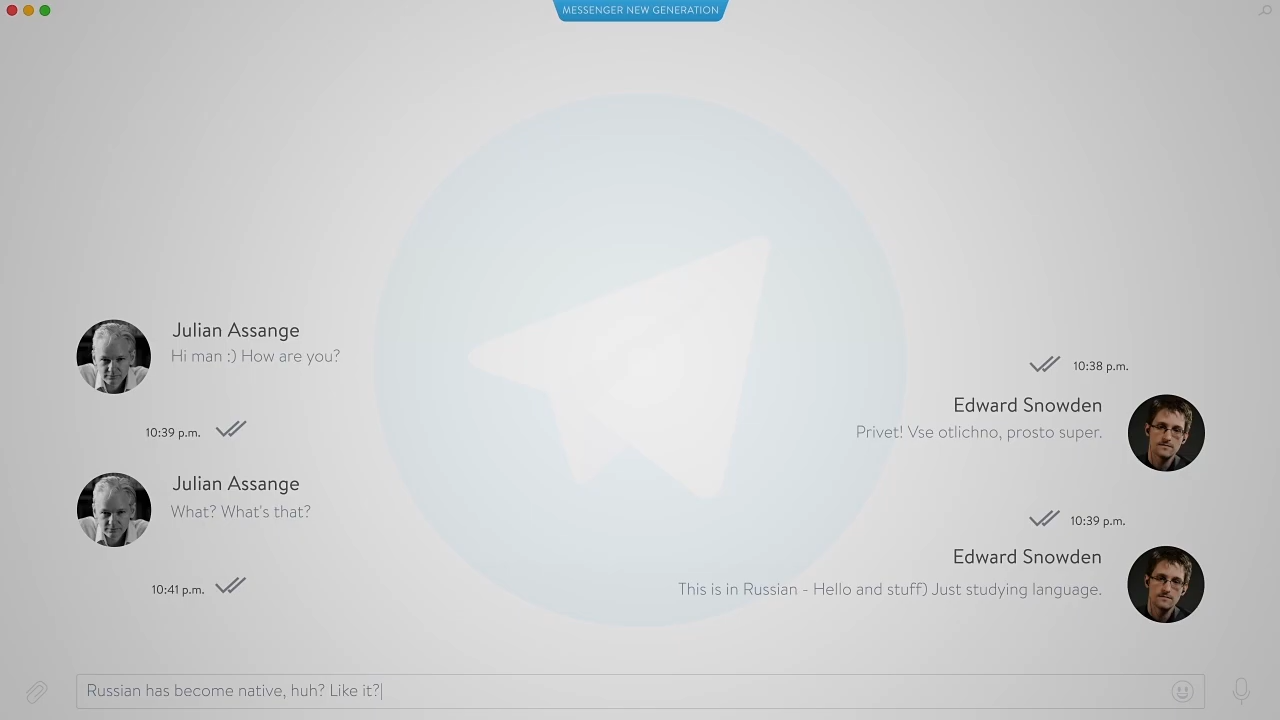 MESSENGER NEW GENERATION
Julian Assange
Hi man :) How are you?
10:38 p.m.
Edward Snowden
Privet! Vse otlichno, prosto super.
10:39 p.m.
Julian Assange
What? What's that?
10:39 p.m.
Edward Snowden
This is in Russian - Hello and stuff) Just studying language.
10:41 p.m.
Russian has become native, huh? Like it?